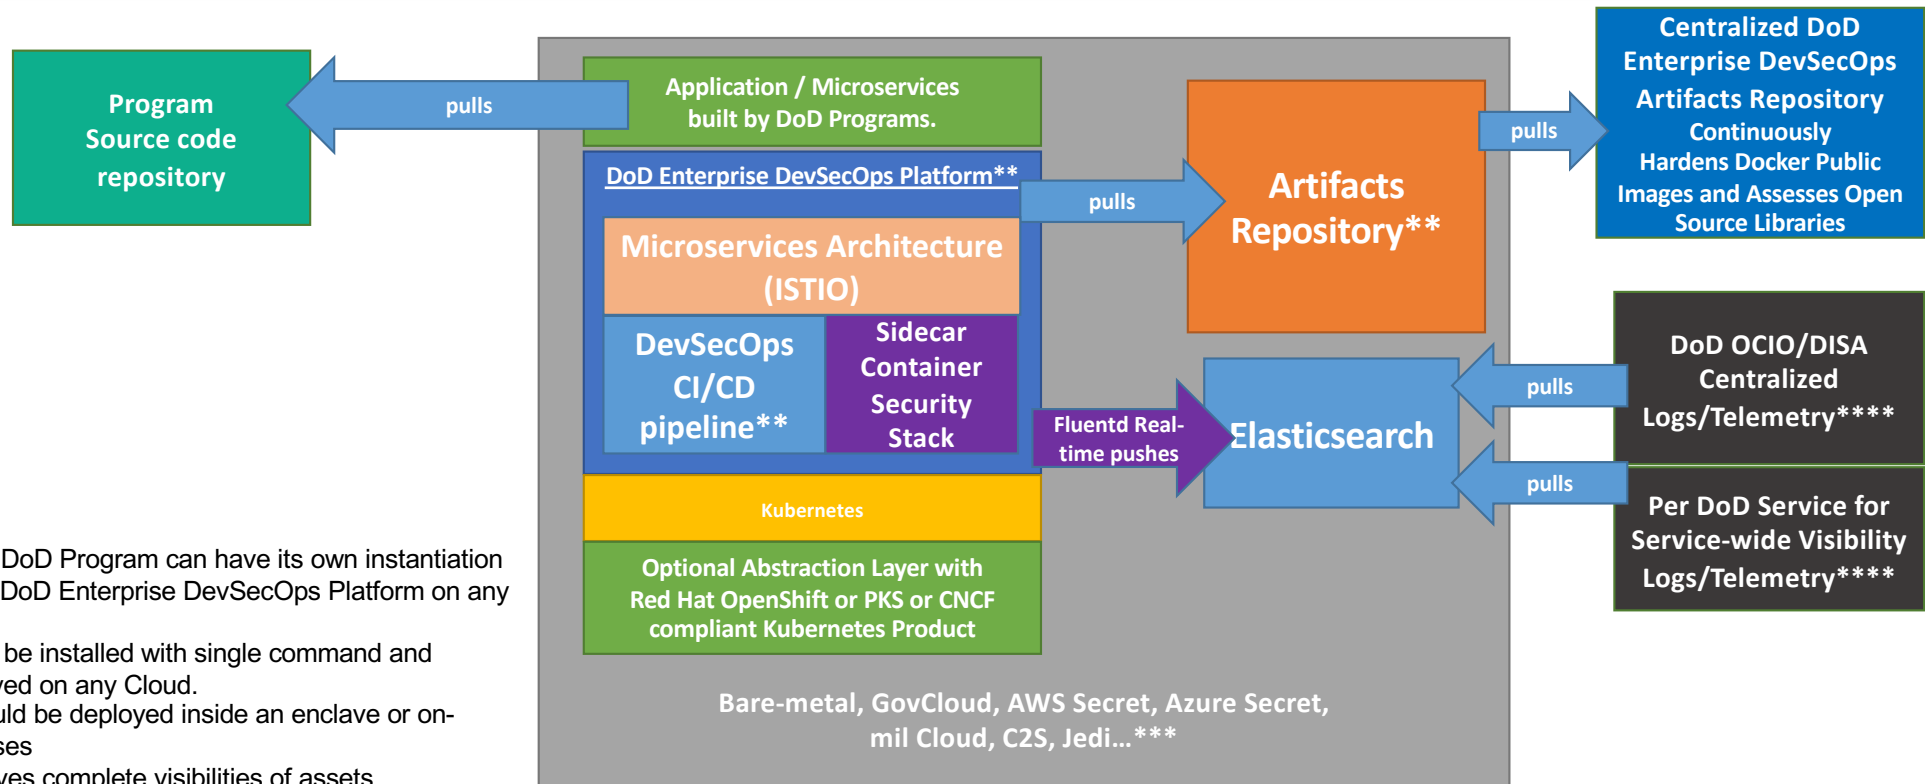 Program
Source code
repository
pulls
Application / Microservices
built by DoD Programs.
DoD Enterprise DevSecOps Platform**
Microservices Architecture
(ISTIO)
DevSecOps
CI/CD
pipeline**
Sidecar
Container
Security
Stack
Kubernetes
Optional Abstraction Layer with
Red Hat OpenShift or PKS or CNCF
compliant Kubernetes Product
Bare-metal, GovCloud, AWS Secret, Azure Secret,
mil Cloud, C2S, Jedi...***
pulls
Artifacts
Repository**
Fluentd Real-
time pushes
Elasticsearch
pulls
Centralized DoD
Enterprise DevSecOps
Artifacts Repository
Continuously
Hardens Docker Public
Images and Assesses Open
Source Libraries
pulls
DoD OCIO/DISA
Centralized
Logs/Telemetry****
pulls
Per DoD Service for
Service-wide Visibility
Logs/Telemetry****
DoD Program can have its own instantiation
DoD Enterprise DevSecOps Platform on any
be installed with single command and
yed on any Cloud.
uld be deployed inside an enclave or on-
ses
ves complete visibilities of assets